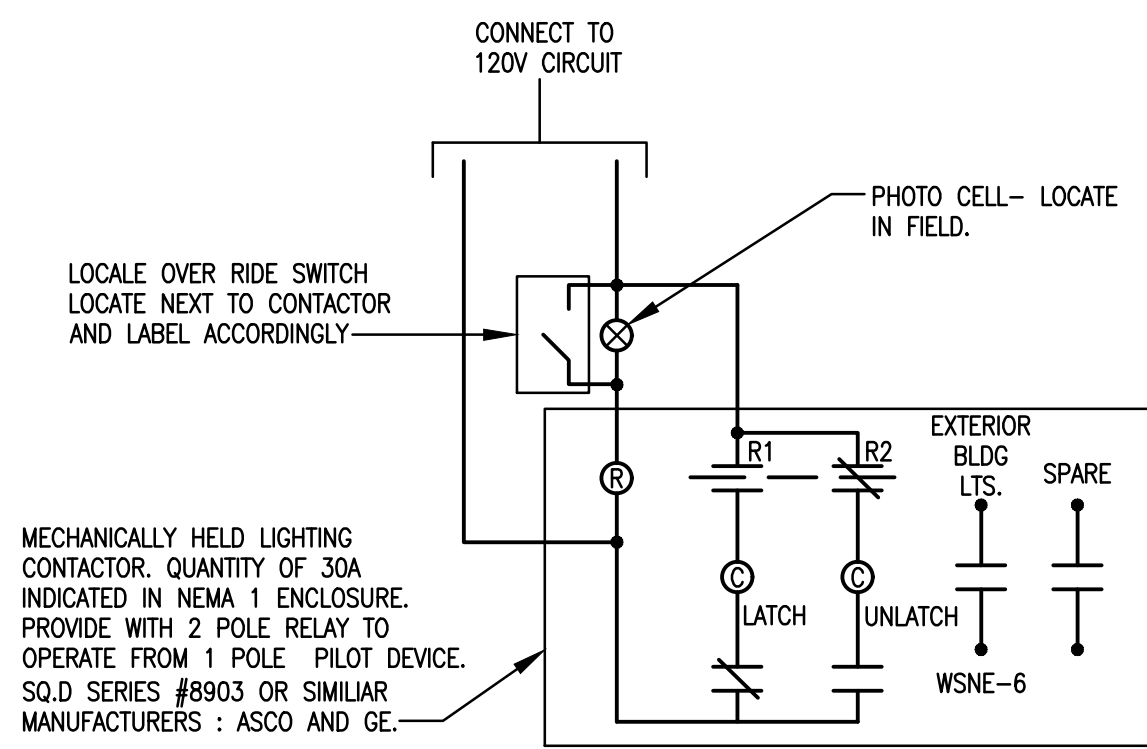 CONNECT TO
120V CIRCUIT
PHOTO CELL- LOCATE
IN FIELD.
LOCALE OVER RIDE SWITCH
LOCATE NEXT TO CONTACTOR
AND LABEL ACCORDINGLY
EXTERIOR
BLDG
LTS.
SPARE
R1
R2
R
MECHANICALLY HELD LIGHTING
CONTACTOR. QUANTITY OF 30A
INDICATED IN NEMA 1 ENCLOSURE.
PROVIDE WITH 2 POLE RELAY TO
OPERATE FROM 1 POLE PILOT DEVICE.
SQ.D SERIES #8903 OR SIMILIAR
MANUFACTURERS : ASCO AND GE.
C
C
LATCH
UNLATCH
WSNE-6